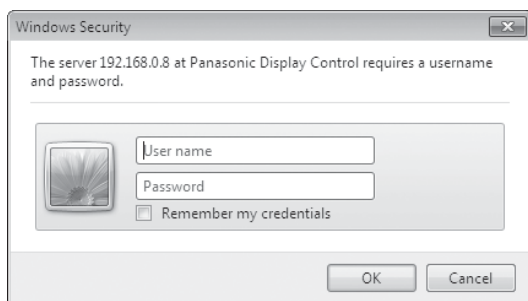 Windows Security
The server 192.168.0.8 at Panasonic Display Control requires a username
and password.
User name
Password
Remember my credentials
OK
Cancel